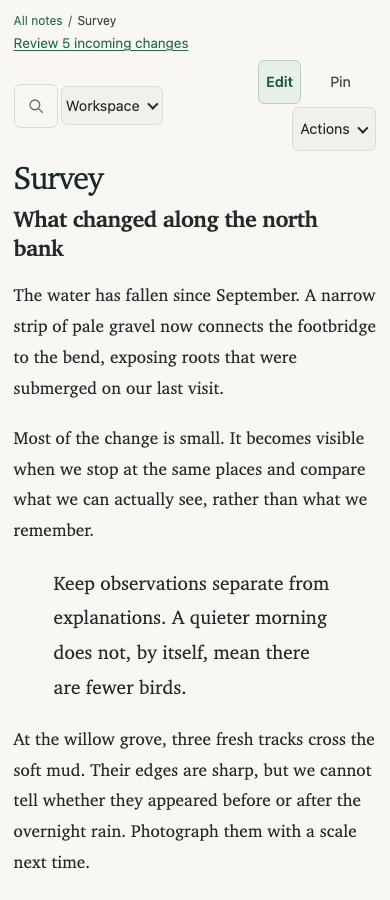 All notes / Survey
Review 5 incoming changes
Edit Pin
Workspace
Actions
Survey
What changed along the north
bank
The water has fallen since September. A narrow
strip of pale gravel now connects the footbridge
to the bend, exposing roots that were
submerged on our last visit.
Most of the change is small. It becomes visible
when we stop at the same places and compare
what we can actually see, rather than what we
remember.
Keep observations separate from
explanations. A quieter morning
does not, by itself, mean there
are fewer birds.
At the willow grove, three fresh tracks cross the
soft mud. Their edges are sharp, but we cannot
tell whether they appeared before or after the
overnight rain. Photograph them with a scale
next time.